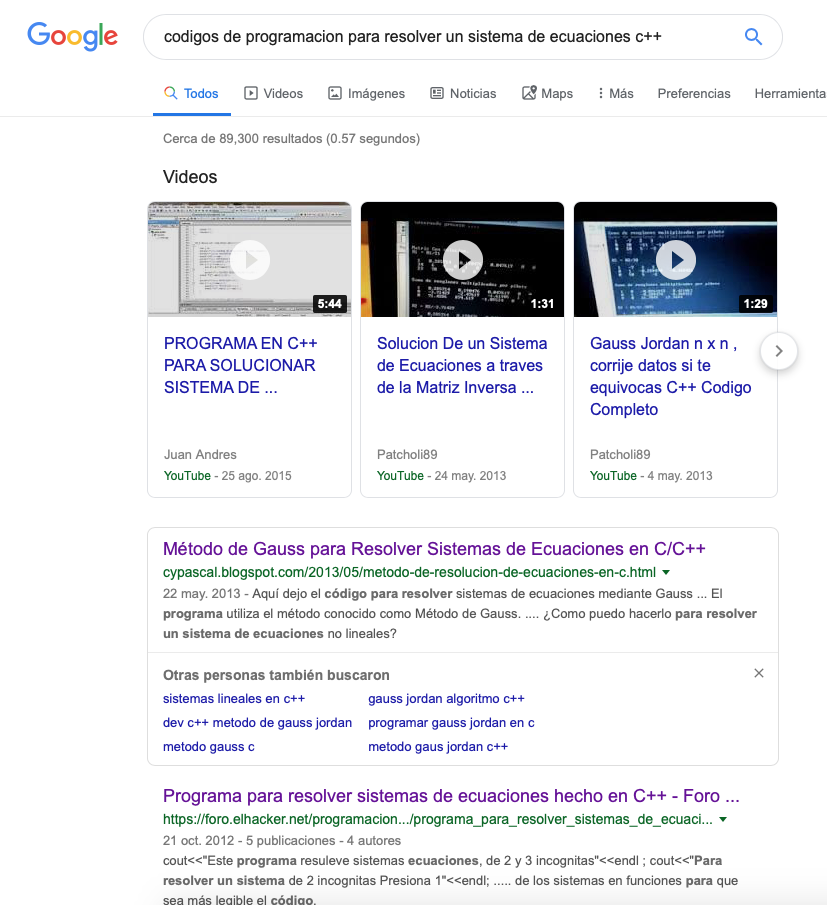 Google
codigos de programacion para resolver un sistema de ecuaciones c++
Todos Videos Imágenes Noticias Maps Más Preferencias Herramienta
Cerca de 89,300 resultados (0.57 segundos)
Videos
5:44 1:31 1:29
PROGRAMA EN C++
PARA SOLUCIONAR
SISTEMA DE ...
Juan Andres
YouTube - 25 ago. 2015
Solucion De un Sistema
de Ecuaciones a traves
de la Matriz Inversa ...
Patcholi89
YouTube - 24 may. 2013
Gauss Jordan n x n ,
corrije datos si te
equivocas C++ Codigo
Completo
Patcholi89
YouTube - 4 may. 2013
Método de Gauss para Resolver Sistemas de Ecuaciones en C/C++
cypascal.blogspot.com/2013/05/metodo-de-resolucion-de-ecuaciones-en-c.html
22 may. 2013 - Aquí dejo el código para resolver sistemas de ecuaciones mediante Gauss ... El
programa utiliza el método conocido como Método de Gauss. .... ¿Como puedo hacerlo para resolver
un sistema de ecuaciones no lineales?
Otras personas también buscaron
sistemas lineales en c++ gauss jordan algoritmo c++
dev c++ metodo de gauss jordan programar gauss jordan en c
metodo gauss c metodo gaus jordan c++
Programa para resolver sistemas de ecuaciones hecho en C++ - Foro ...
https://foro.elhacker.net/programacion.../programa_para_resolver_sistemas_de_ecuaci...
21 oct. 2012 - 5 publicaciones - 4 autores
cout<<"Este programa resuleve sistemas ecuaciones, de 2 y 3 incognitas"<<endl ; cout<<"Para
resolver un sistema de 2 incognitas Presiona 1"<<endl; ..... de los sistemas en funciones para que
sea más legible el código.